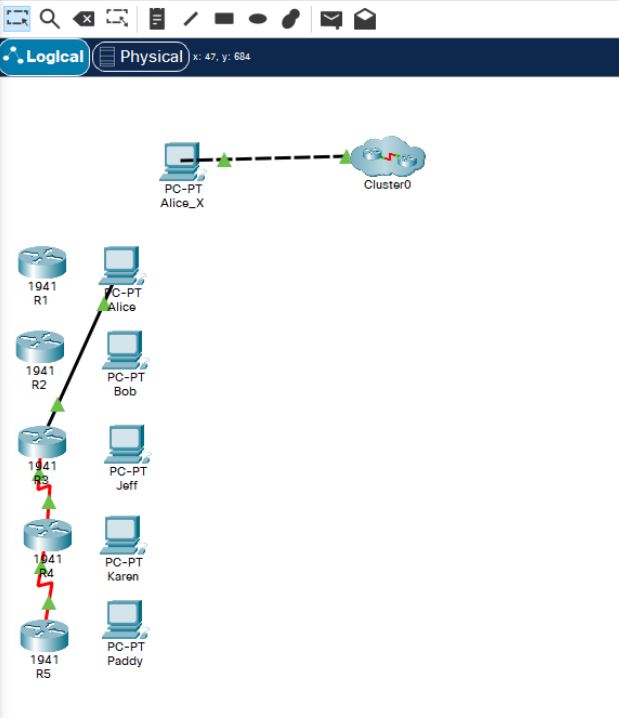 Logical
Physical
x: 47, y: 684
PC-PT
Alice_X
Cluster0
1941
R1
PC-PT
Alice
1941
R2
PC-PT
Bob
1941
R3
PC-PT
Jeff
1941
R4
PC-PT
Karen
1941
R5
PC-PT
Paddy